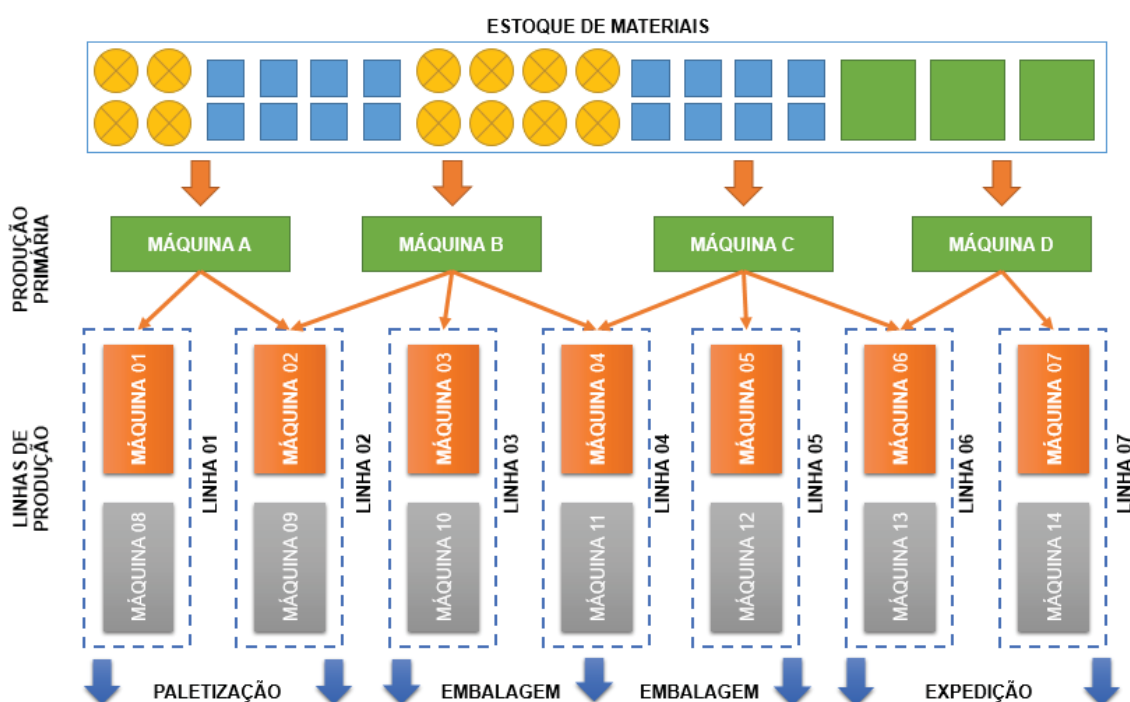 ESTOQUE DE MATERIAIS
PRODUÇÃO
PRIMÁRIA
MÁQUINA A
MÁQUINA B
MÁQUINA C
MÁQUINA D
LINHAS DE
PRODUÇÃO
MÁQUINA 01
MÁQUINA 08
LINHA 01
MÁQUINA 02
MÁQUINA 09
LINHA 02
MÁQUINA 03
MÁQUINA 10
LINHA 03
MÁQUINA 04
MÁQUINA 11
LINHA 04
MÁQUINA 05
MÁQUINA 12
LINHA 05
MÁQUINA 06
MÁQUINA 13
LINHA 06
MÁQUINA 07
MÁQUINA 14
LINHA 07
PALETIZAÇÃO
EMBALAGEM
EMBALAGEM
EXPEDIÇÃO